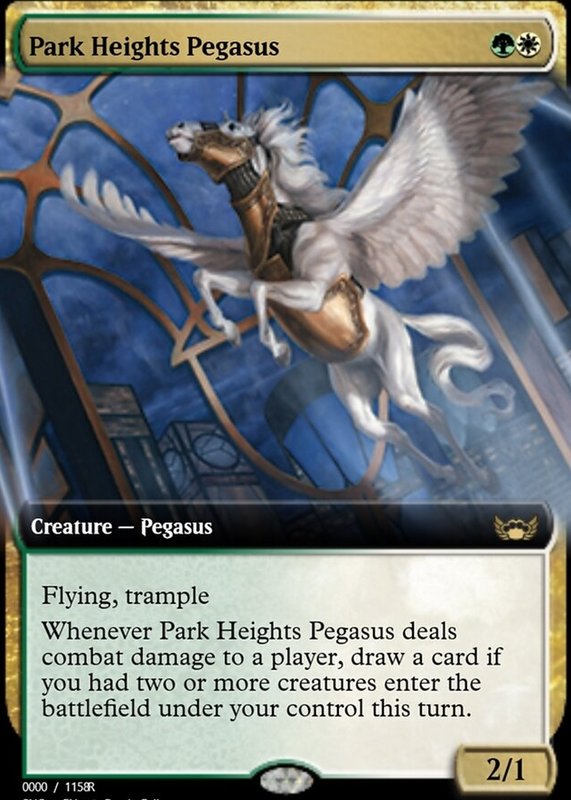 Park Heights Pegasus
Creature — Pegasus
Flying, trample
Whenever Park Heights Pegasus deals
combat damage to a player, draw a card if
you had two or more creatures enter the
battlefield under your control this turn.
2/1
0000 / 1158R